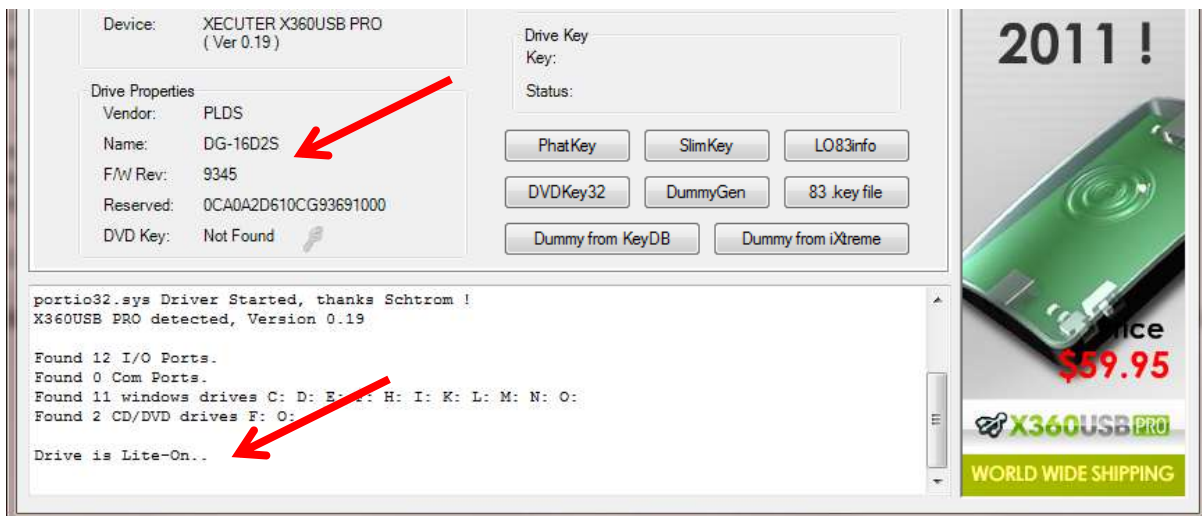 Device: XECUTER X360USB PRO
( Ver 0.19 )
Drive Properties
Vendor: PLDS
Name: DG-16D2S
F/W Rev: 9345
Reserved: 0CA0A2D610CG93691000
DVD Key: Not Found
Drive Key
Key:
Status:
PhatKey SlimKey LO83info
DVDKey32 DummyGen 83 .key file
Dummy from KeyDB Dummy from iXtreme
portio32.sys Driver Started, thanks Schtrom !
X360USB PRO detected, Version 0.19
Found 12 I/O Ports.
Found 0 Com Ports.
Found 11 windows drives C: D: E: F: H: I: K: L: M: N: O:
Found 2 CD/DVD drives F: O:
Drive is Lite-On..
2011 !
$59.95
X360USB PRO
WORLD WIDE SHIPPING